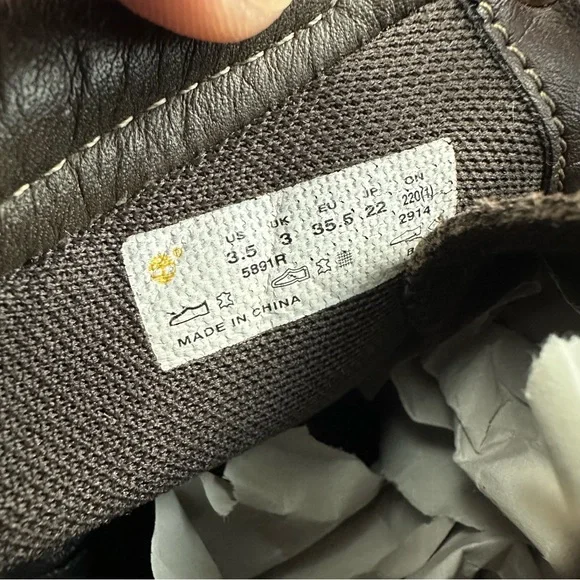 US UK EU JP CN
3.5 3 35.5 22 220(1)
5891R 2914
MADE IN CHINA